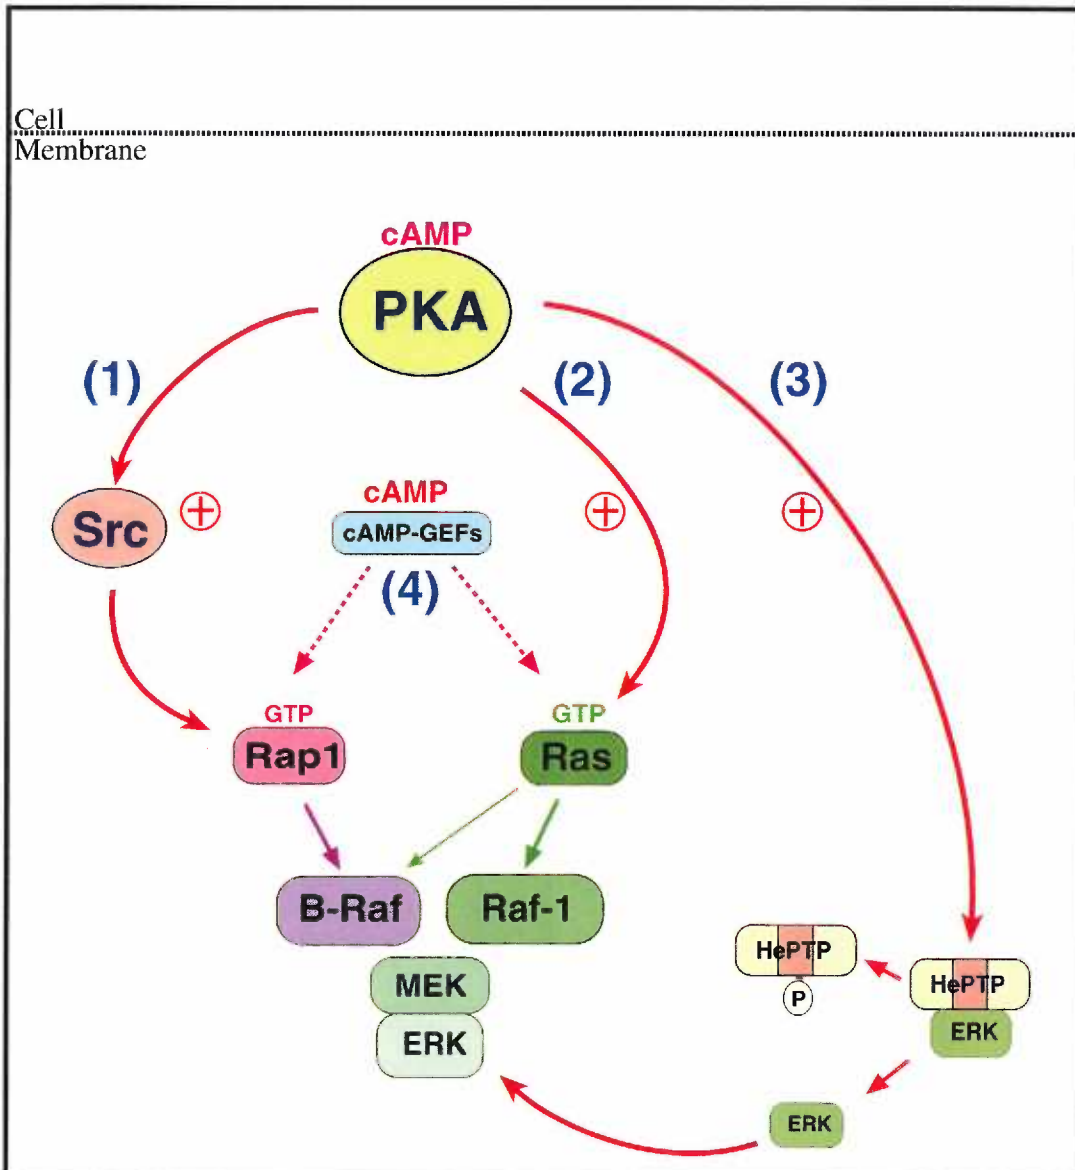 Cell
Membrane
cAMP
PKA
(1)
(2)
(3)
Src
+
cAMP
cAMP-GEFs
(4)
+
+
GTP
Rap1
GTP
Ras
B-Raf
Raf-1
MEK
ERK
HePTP
P
HePTP
ERK
ERK